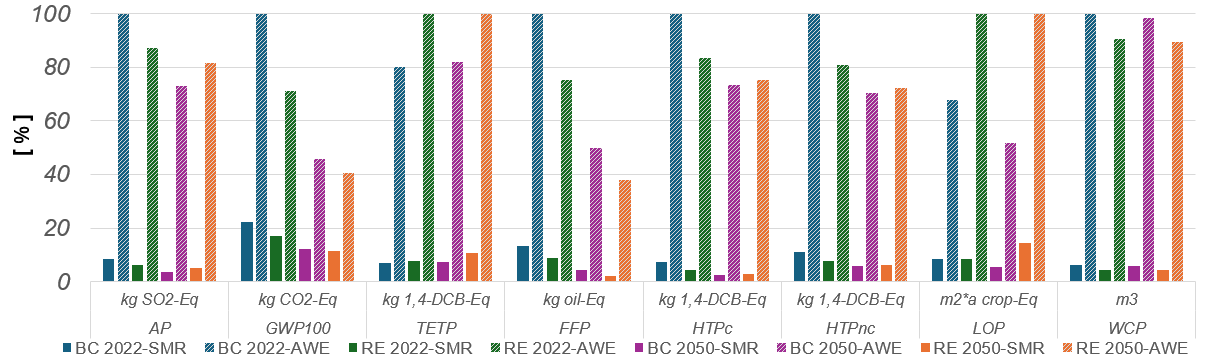 100
80
60
40
20
0
[ % ]
kg SO2-Eq kg CO2-Eq kg 1,4-DCB-Eq kg oil-Eq kg 1,4-DCB-Eq kg 1,4-DCB-Eq m2*a crop-Eq m3
AP GWP100 TETP FFP HTPc HTPnc LOP WCP
BC 2022-SMR BC 2022-AWE RE 2022-SMR RE 2022-AWE BC 2050-SMR BC 2050-AWE RE 2050-SMR RE 2050-AWE